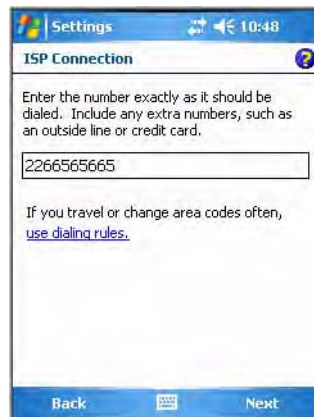 Settings 10:48
ISP Connection
Enter the number exactly as it should be
dialed. Include any extra numbers, such as
an outside line or credit card.
2266565665
If you travel or change area codes often,
use dialing rules.
Back Next